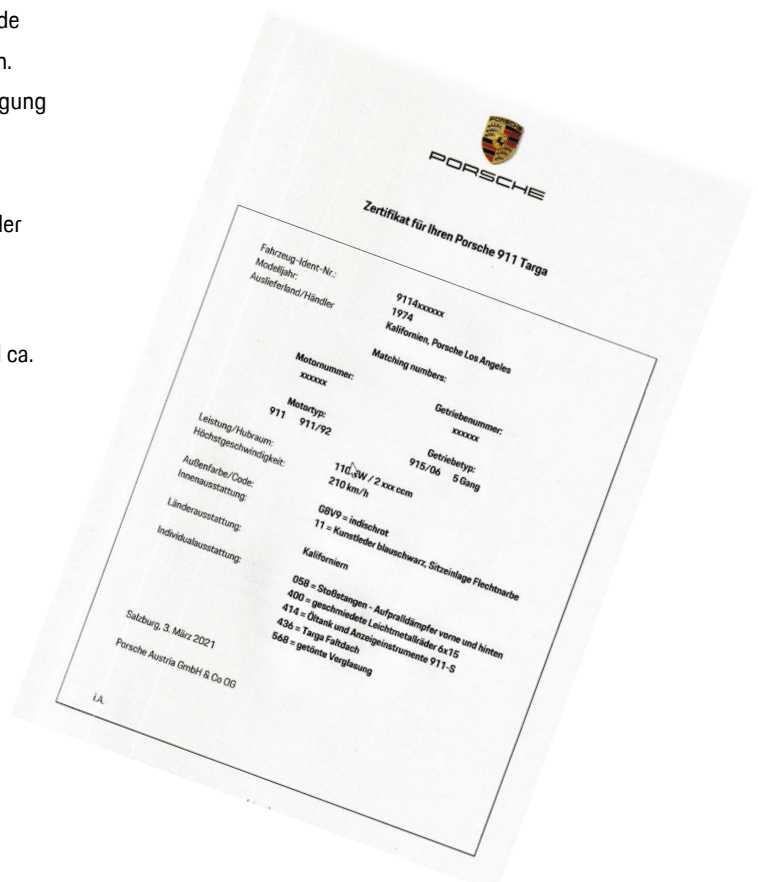 de
n.
gung
ler
l ca.
PORSCHE
PORSCHE
Zertifikat für Ihren Porsche 911 Targa
Fahrzeug-Ident-Nr.: 9114xxxxxx
Modelljahr: 1974
Auslieferland/Händler Kalifornien, Porsche Los Angeles
Matching numbers:
Motornummer: Getriebenummer:
xxxxxx xxxxxx
Motortyp: Getriebetyp:
911 911/92 915/06 5 Gang
Leistung/Hubraum: 110 kW / 2 xxx ccm
Höchstgeschwindigkeit: 210 km/h
Außenfarbe/Code: G8V9 = indischrot
Innenausstattung: 11 = Kunstleder blauschwarz, Sitzeinlage Flechtnarbe
Länderausstattung: Kaliforniern
Individualausstattung: 058 = Stoßstangen - Aufpralldämpfer vorne und hinten
400 = geschmiedete Leichtmetallräder 6x15
414 = Öltank und Anzeigeinstrumente 911-S
436 = Targa Faltdach
568 = getönte Verglasung
Salzburg, 3. März 2021
Porsche Austria GmbH & Co OG
i.A.